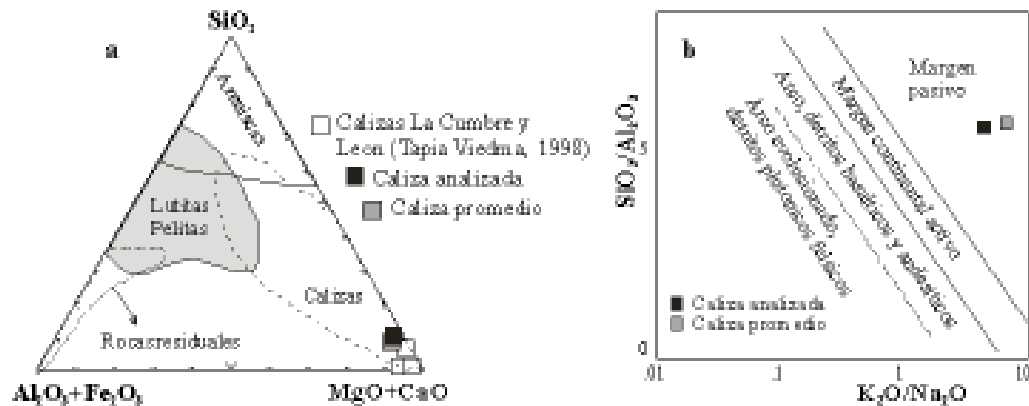 SiO₂
a
Areniscas
Calizas La Cumbre y
Leon (Tapia Viedma, 1998)
Caliza analizada
Caliza promedio
Lutitas
Pelitas
Calizas
Rocas residuales
Al₂O₃+Fe₂O₃
MgO+CaO
b
Margen
pasivo
Margen continental activo
Arco, detritos basálticos y andesíticos
Arco evolucionado,
detritos plutónicos félsicos
SiO₂/Al₂O₃
5
0
Caliza analizada
Caliza promedio
.01
.1
1
10
K₂O/Na₂O